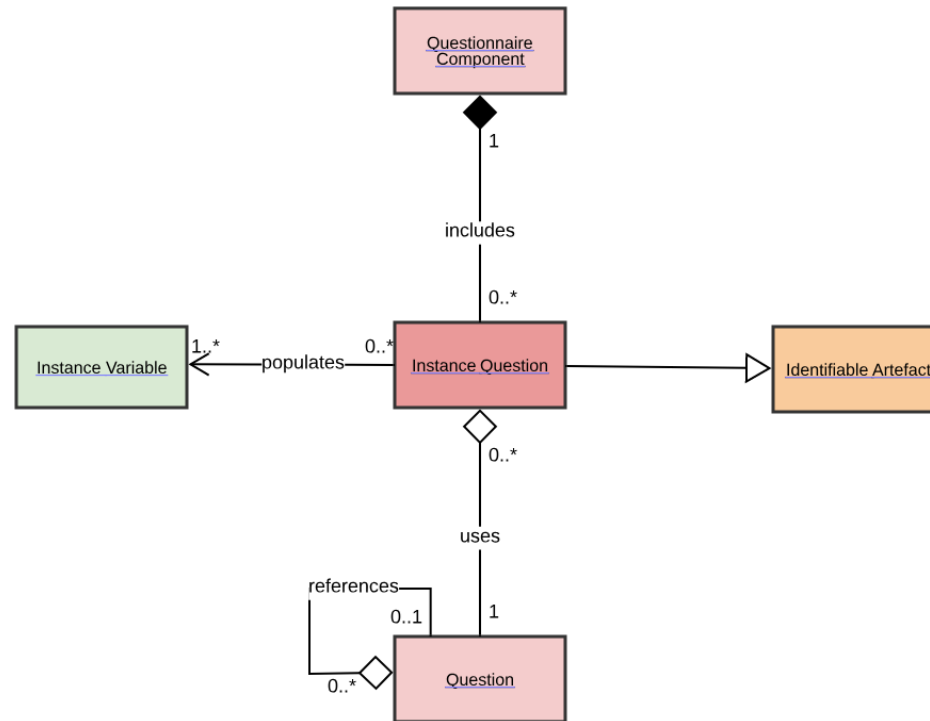 Questionnaire
Component
1
includes
0..*
1..*
populates
0..*
Instance Variable
Instance Question
Identifiable Artefact
0..*
uses
references
0..1
1
0..*
Question